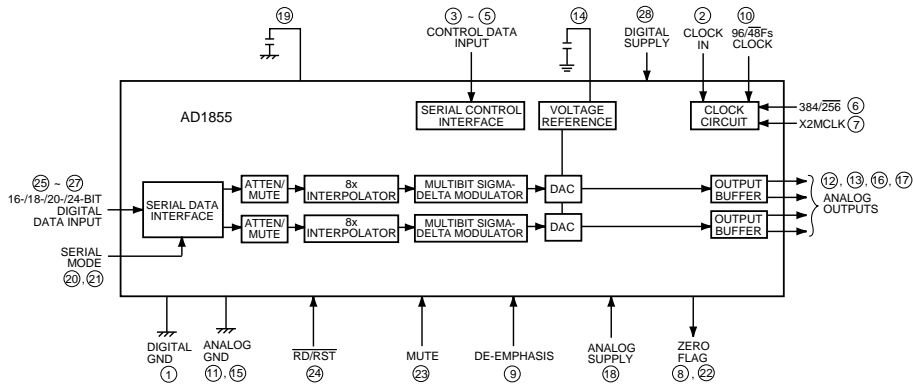 19
3 ~ 5
CONTROL DATA
INPUT
14
28
DIGITAL
SUPPLY
2
CLOCK
IN
10
96/48Fs
CLOCK
AD1855
SERIAL CONTROL
INTERFACE
VOLTAGE
REFERENCE
CLOCK
CIRCUIT
384/256 6
X2MCLK 7
25 ~ 27
16-/18-/20-/24-BIT
DIGITAL
DATA INPUT
SERIAL DATA
INTERFACE
ATTEN/
MUTE
8x
INTERPOLATOR
MULTIBIT SIGMA-
DELTA MODULATOR
DAC
OUTPUT
BUFFER
ATTEN/
MUTE
8x
INTERPOLATOR
MULTIBIT SIGMA-
DELTA MODULATOR
DAC
OUTPUT
BUFFER
12, 13, 16, 17
ANALOG
OUTPUTS
SERIAL
MODE
20, 21
DIGITAL
GND
1
ANALOG
GND
11, 15
RD/RST
24
MUTE
23
DE-EMPHASIS
9
ANALOG
SUPPLY
18
ZERO
FLAG
8, 22